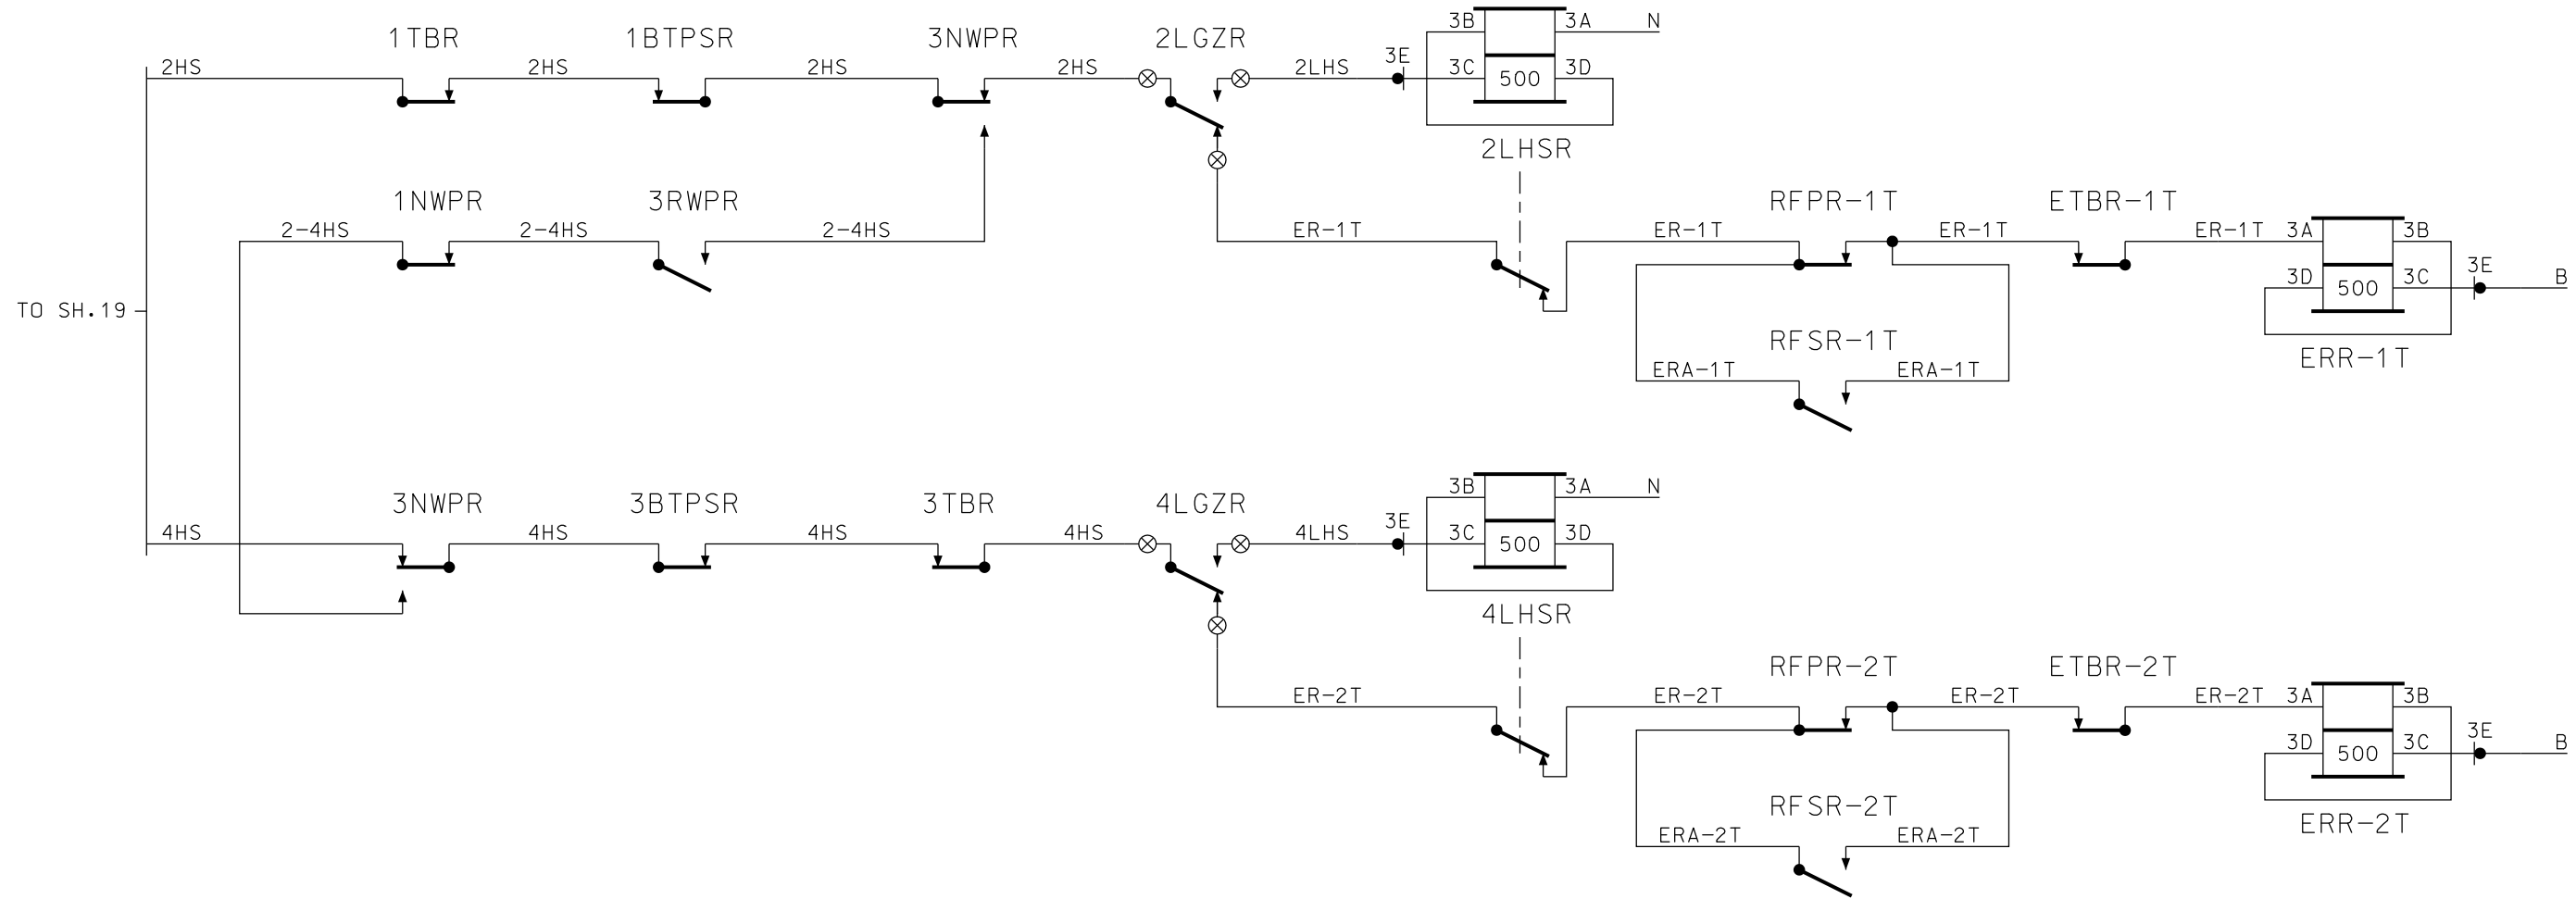 3B 3A N
1TBR 1BTPSR 3NWPR 2LGZR
2HS 2HS 2HS 2HS 2LHS 3E 3C 500 3D
2LHSR
1NWPR 3RWPR RFPR-1T ETBR-1T
2-4HS 2-4HS 2-4HS ER-1T ER-1T ER-1T ER-1T 3A 3B
3D 500 3C 3E B
TO SH.19
RFSR-1T
ERR-1T
ERA-1T ERA-1T
3B 3A N
3NWPR 3BTPSR 3TBR 4LGZR
4HS 4HS 4HS 4HS 4LHS 3E 3C 500 3D
4LHSR
RFPR-2T ETBR-2T
ER-2T ER-2T ER-2T ER-2T 3A 3B
3D 500 3C 3E B
RFSR-2T
ERR-2T
ERA-2T ERA-2T